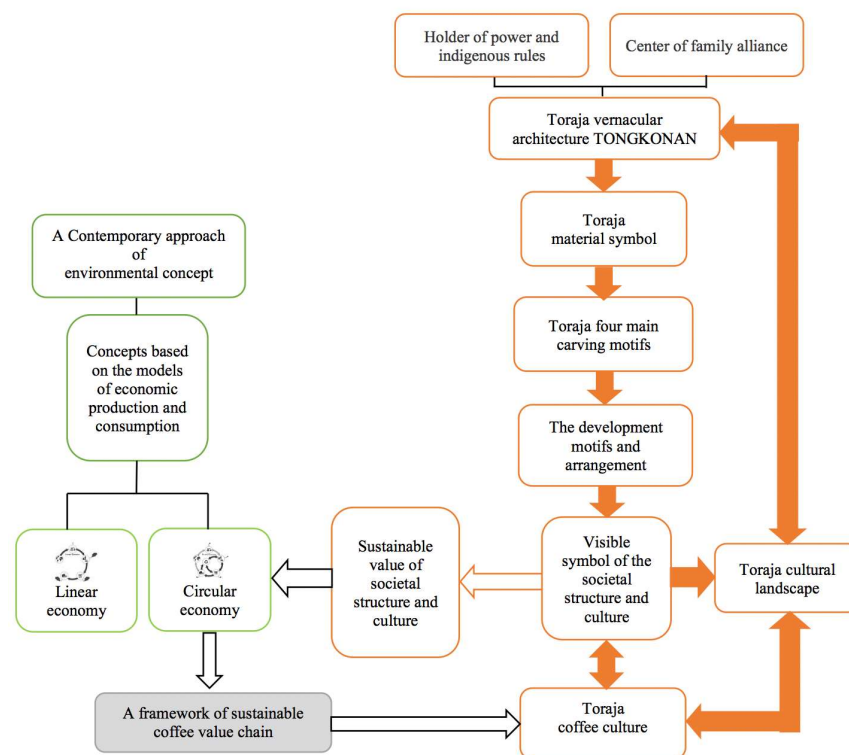 Holder of power and
indigenous rules
Center of family alliance
Toraja vernacular
architecture TONGKONAN
Toraja
material symbol
A Contemporary approach
of
environmental concept
Toraja four main
carving motifs
Concepts based
on the models
of economic
production and
consumption
The development
motifs and
arrangement
Linear
economy
Circular
economy
Sustainable
value of
societal
structure and
culture
Visible
symbol of the
societal
structure and
culture
Toraja cultural
landscape
A framework of sustainable
coffee value chain
Toraja
coffee culture